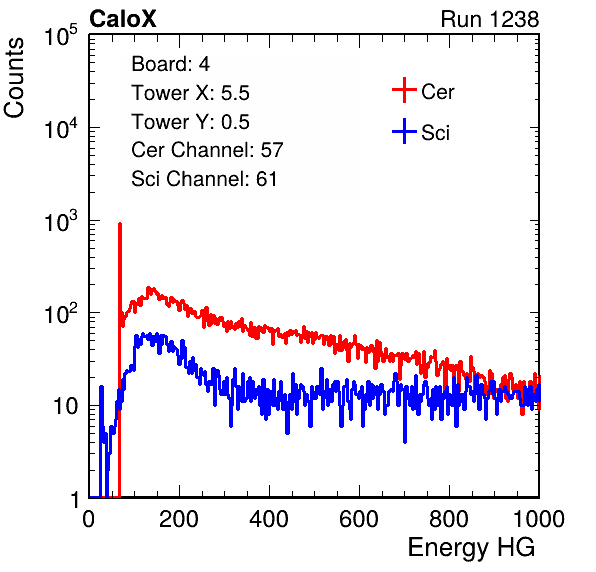 CaloX Run 1238
Counts
Board: 4
Tower X: 5.5
Tower Y: 0.5
Cer Channel: 57
Sci Channel: 61
Cer
Sci
10^5
10^4
10^3
10^2
10
1
0 200 400 600 800 1000
Energy HG